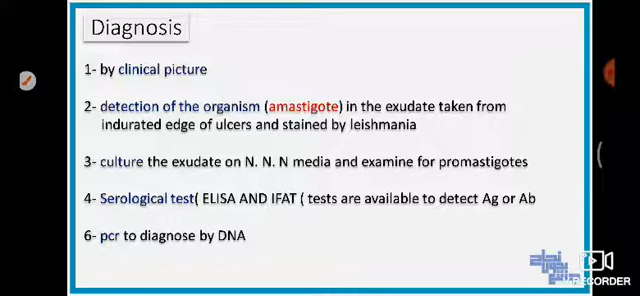 Diagnosis
1- by clinical picture
2- detection of the organism (amastigote) in the exudate taken from
indurated edge of ulcers and stained by leishmania
3- culture the exudate on N. N. N media and examine for promastigotes
4- Serological test( ELISA AND IFAT ( tests are available to detect Ag or Ab
6- pcr to diagnose by DNA
RECORDER